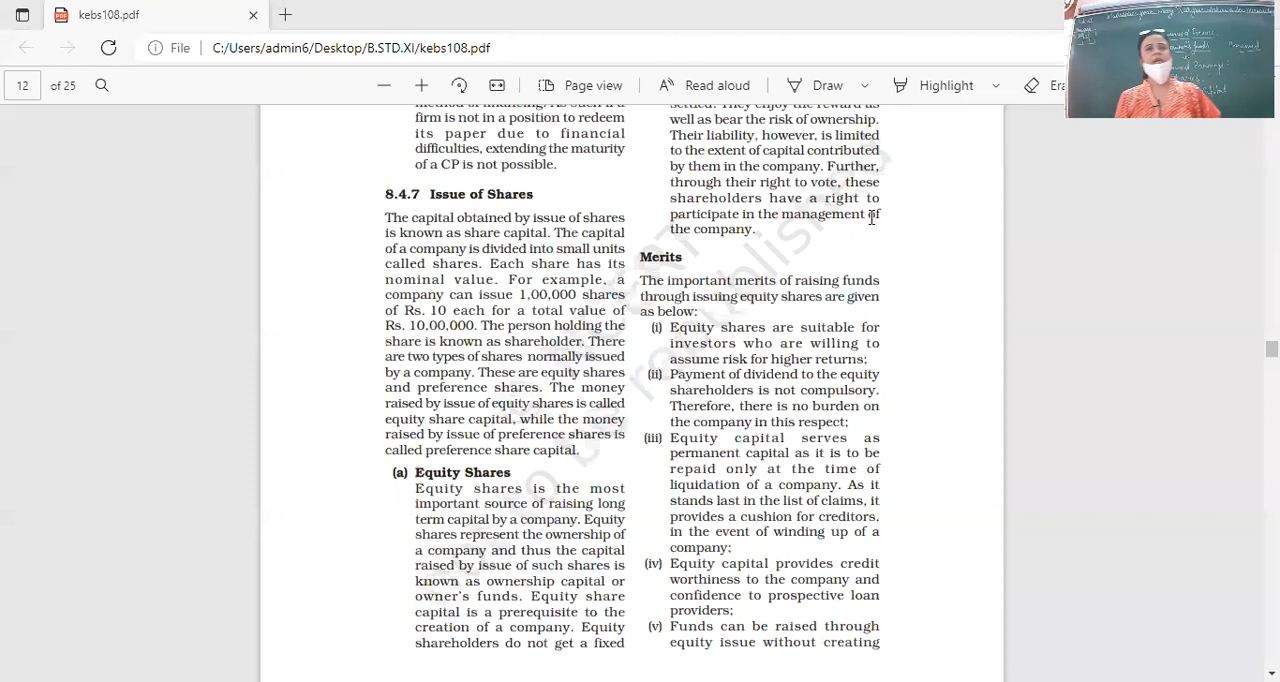 kebs108.pdf
File
C:/Users/admin6/Desktop/B.STD.XI/kebs108.pdf
12
of 25
Page view
Read aloud
Draw
Highlight
method of financing. As such if a
firm is not in a position to redeem
its paper due to financial
difficulties, extending the maturity
of a CP is not possible.
8.4.7 Issue of Shares
The capital obtained by issue of shares
is known as share capital. The capital
of a company is divided into small units
called shares. Each share has its
nominal value. For example, a
company can issue 1,00,000 shares
of Rs. 10 each for a total value of
Rs. 10,00,000. The person holding the
share is known as shareholder. There
are two types of shares normally issued
by a company. These are equity shares
and preference shares. The money
raised by issue of equity shares is called
equity share capital, while the money
raised by issue of preference shares is
called preference share capital.
(a) Equity Shares
Equity shares is the most
important source of raising long
term capital by a company. Equity
shares represent the ownership of
a company and thus the capital
raised by issue of such shares is
known as ownership capital or
owner's funds. Equity share
capital is a prerequisite to the
creation of a company. Equity
shareholders do not get a fixed
settled. They enjoy the reward as
well as bear the risk of ownership.
Their liability, however, is limited
to the extent of capital contributed
by them in the company. Further,
through their right to vote, these
shareholders have a right to
participate in the management of
the company.
Merits
The important merits of raising funds
through issuing equity shares are given
as below:
(i) Equity shares are suitable for
investors who are willing to
assume risk for higher returns;
(ii) Payment of dividend to the equity
shareholders is not compulsory.
Therefore, there is no burden on
the company in this respect;
(iii) Equity capital serves as
permanent capital as it is to be
repaid only at the time of
liquidation of a company. As it
stands last in the list of claims, it
provides a cushion for creditors,
in the event of winding up of a
company;
(iv) Equity capital provides credit
worthiness to the company and
confidence to prospective loan
providers;
(v) Funds can be raised through
equity issue without creating